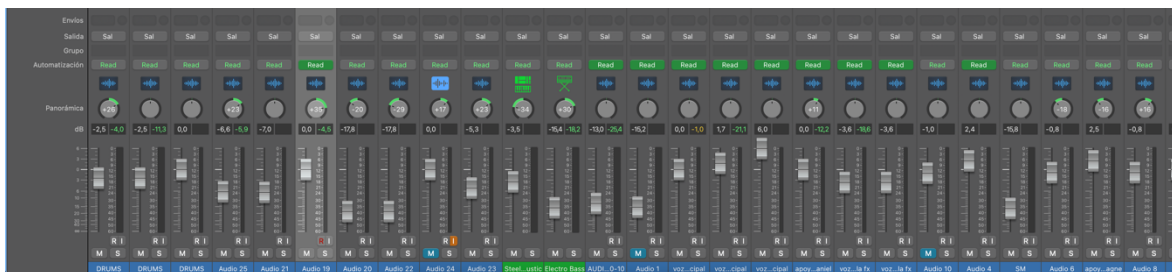 Envíos
Salida Sal Sal Sal Sal Sal Sal Sal Sal Sal Sal Sal Sal Sal Sal Sal Sal Sal Sal Sal Sal Sal Sal Sal Sal Sal Sal
Grupo
Automatización Read Read Read Read Read Read Read Read Read Read Read Read Read Read Read Read Read Read Read Read Read Read Read Read Read Read
Panorámica +26 +23 +35 -20 -29 +17 +23 -34 +30 +11 -18 -16 +16
dB -2,5 -4,0 -2,5 -11,3 0,0 -6,6 -5,9 -7,0 0,0 -4,5 -17,8 -17,8 0,0 -5,3 -3,5 -15,4 -18,2 -13,0 -25,4 -15,2 0,0 -1,0 1,7 -21,1 6,0 0,0 -12,2 -3,6 -18,6 -3,6 -1,0 2,4 -15,8 -0,8 2,5 -0,8
R I R I R I R I R I R I R I R I R I R I R I R I R I R I R I R I R I R I R I R I R I R I R I R I
M S M S M S M S M S M S M S M S M S M S M S M S M S M S M S M S M S M S M S M S M S M S M S M S M S M S
DRUMS DRUMS DRUMS Audio 25 Audio 21 Audio 19 Audio 20 Audio 22 Audio 24 Audio 23 Steel...ustic Electro Bass AUDI...0-10 Audio 1 voz...cipal voz...cipal voz...cipal apoy...aniel voz...la fx voz...la fx Audio 10 Audio 4 SM Audio 6 apoy...agne Audio 9